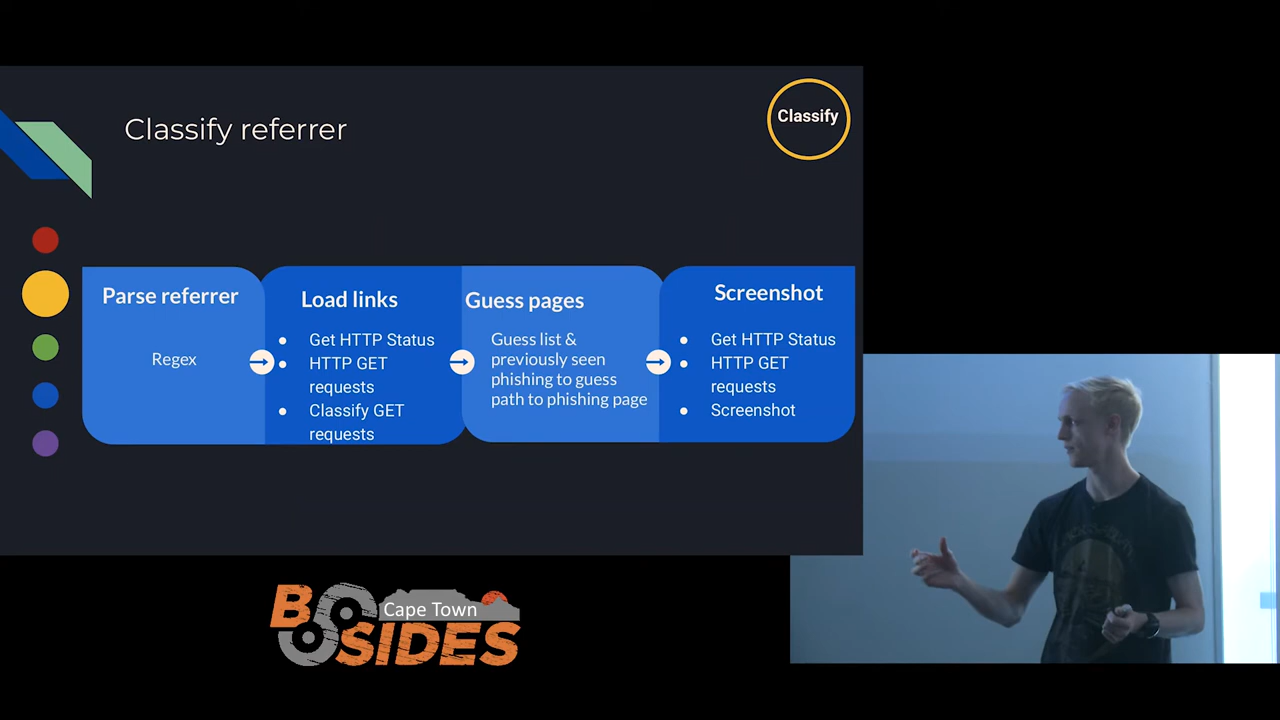 Classify referrer
Classify
Parse referrer
Regex
Load links
Get HTTP Status
HTTP GET
requests
Classify GET
requests
Guess pages
Guess list &
previously seen
phishing to guess
path to phishing page
Screenshot
Get HTTP Status
HTTP GET
requests
Screenshot
BSIDES
Cape Town